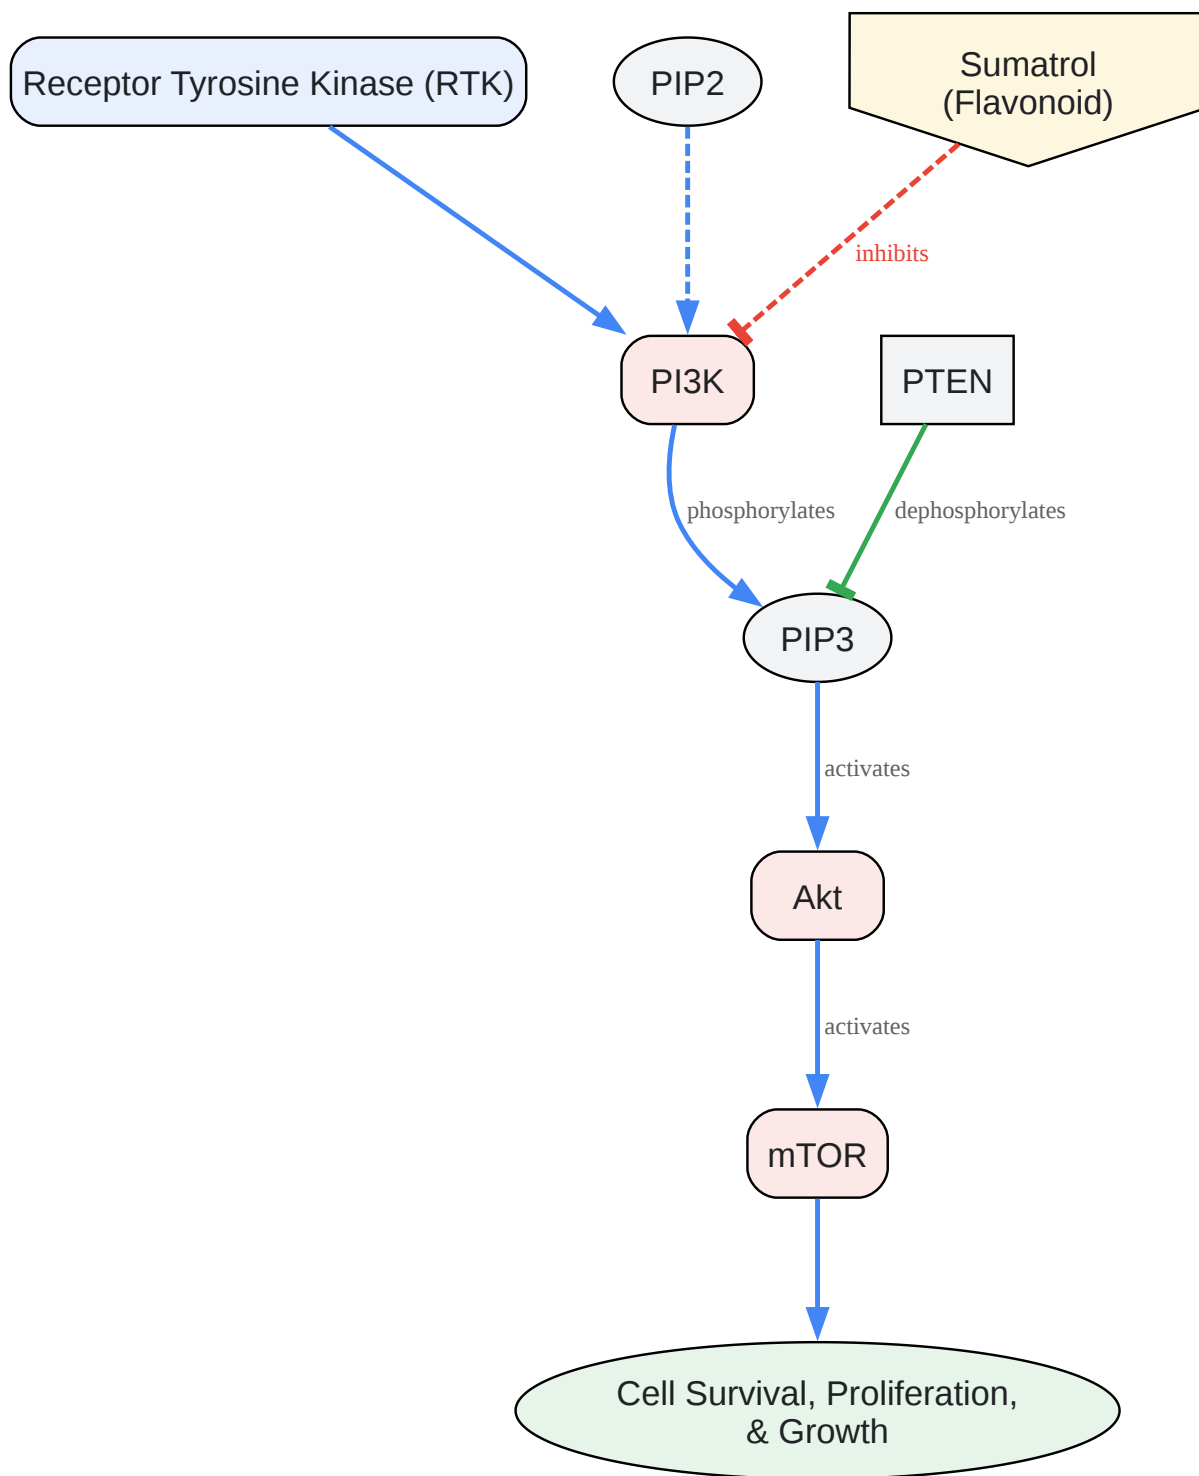 Receptor Tyrosine Kinase (RTK)
PIP2
Sumatrol
(Flavonoid)
inhibits
PI3K
PTEN
phosphorylates
dephosphorylates
PIP3
activates
Akt
activates
mTOR
Cell Survival, Proliferation,
& Growth